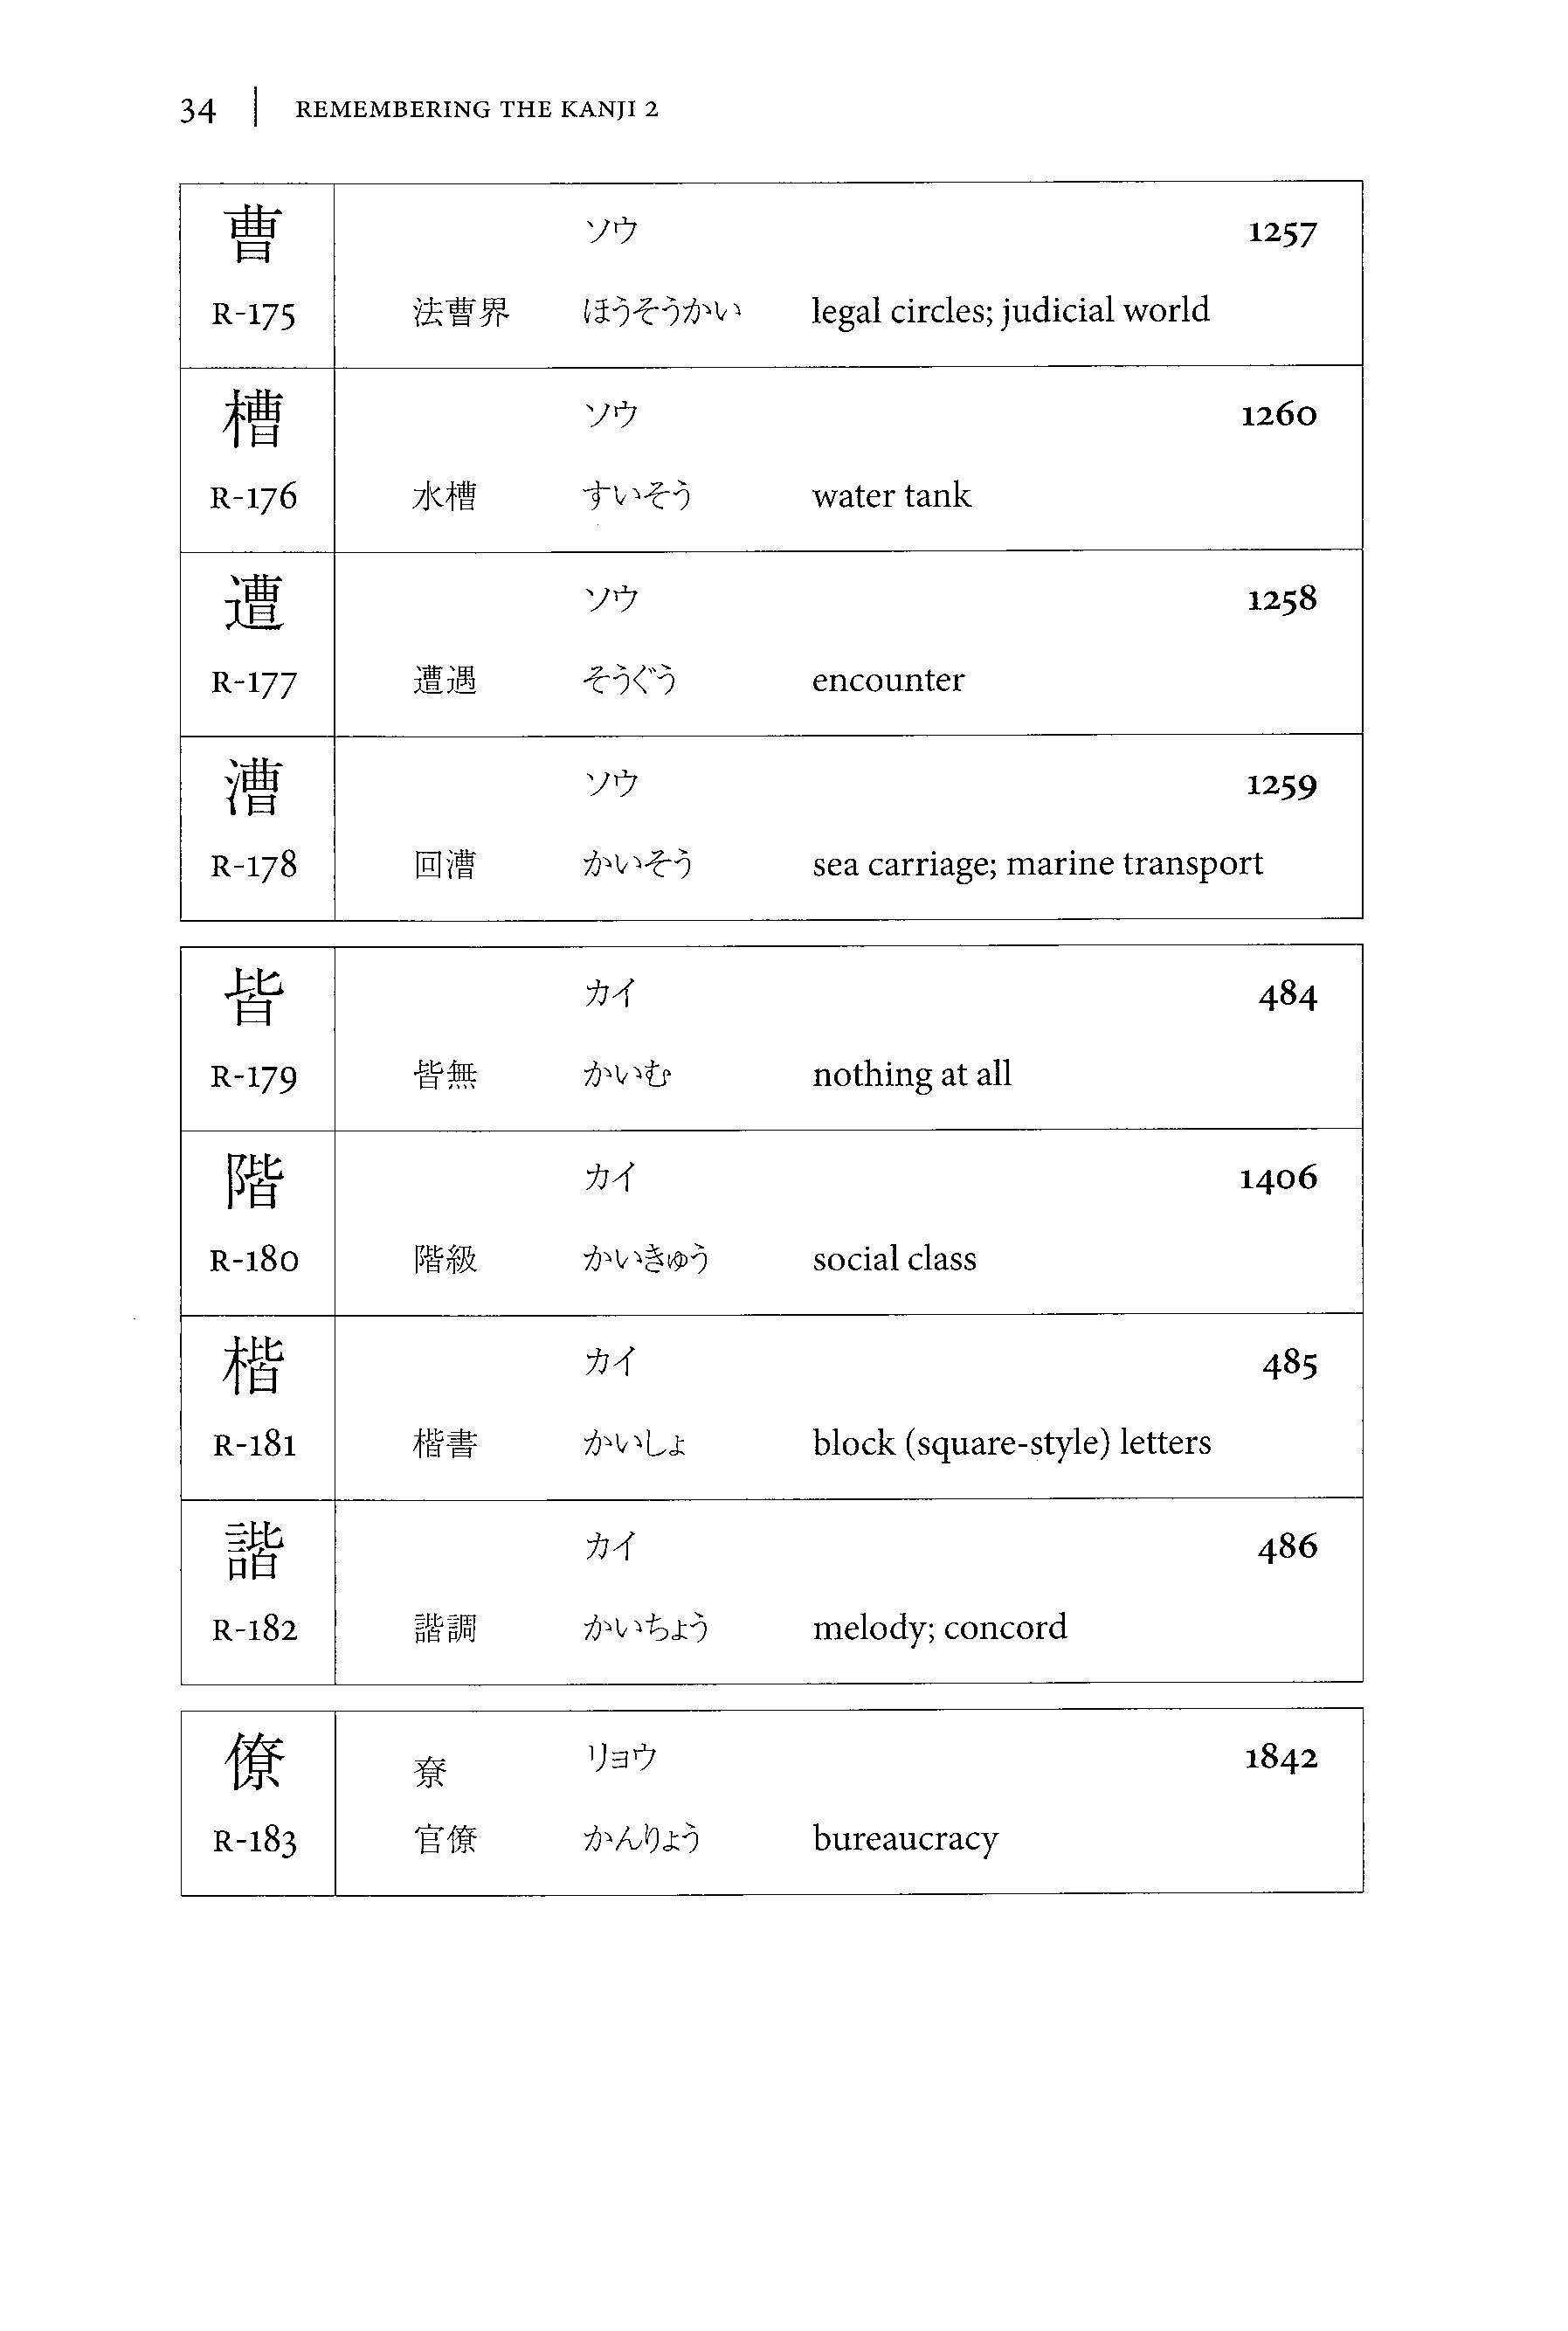 34 | REMEMBERING THE KANJI 2
曹 ソウ 1257
R-175 法曹界 ほうそうかい legal circles; judicial world
槽 ソウ 1260
R-176 水槽 すいそう water tank
遭 ソウ 1258
R-177 遭遇 そうぐう encounter
漕 ソウ 1259
R-178 回漕 かいそう sea carriage; marine transport
皆 カイ 484
R-179 皆無 かいむ nothing at all
階 カイ 1406
R-180 階級 かいきゅう social class
楷 カイ 485
R-181 楷書 かいしょ block (square-style) letters
諧 カイ 486
R-182 諧調 かいちょう melody; concord
僚 尞 リョウ 1842
R-183 官僚 かんりょう bureaucracy